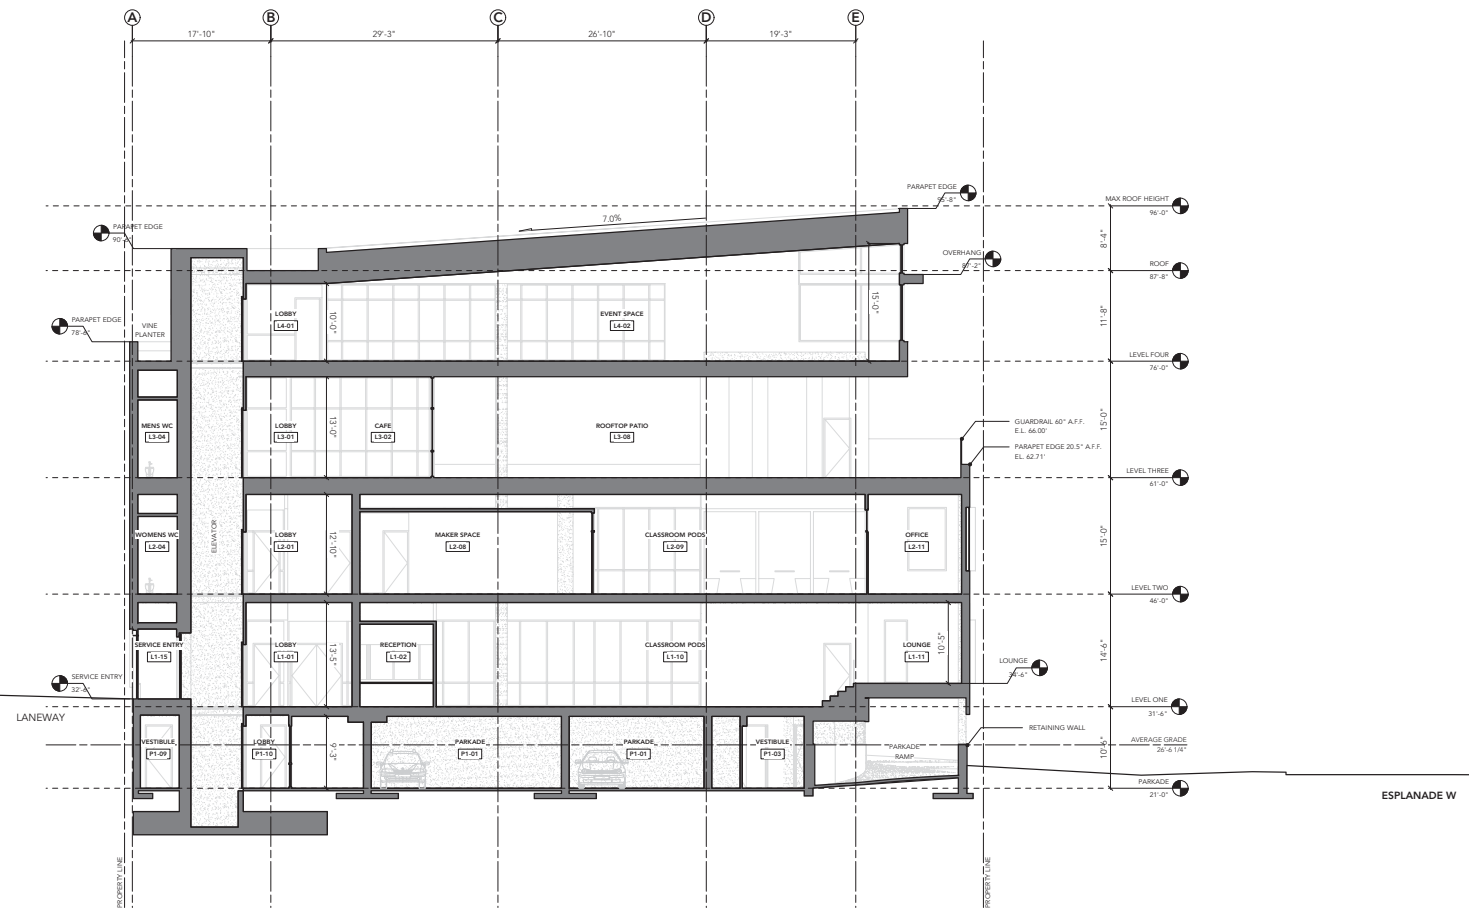 A
B
C
D
E
17'-10"
29'-3"
26'-10"
19'-3"
PARAPET EDGE
95'-8"
MAX ROOF HEIGHT
96'-0"
7.0%
PARAPET EDGE
8'-4"
OVERHANG
87'-2"
ROOF
87'-8"
PARAPET EDGE
78'-6"
VINE
PLANTER
LOBBY
L4-01
10'-0"
EVENT SPACE
L4-02
15'-0"
11'-8"
LEVEL FOUR
76'-0"
MENS WC
L3-04
LOBBY
L3-01
13'-0"
CAFE
L3-02
ROOFTOP PATIO
L3-08
GUARDRAIL 60" A.F.F.
E.L. 66.00'
PARAPET EDGE 20.5" A.F.F.
EL. 62.71'
15'-0"
LEVEL THREE
61'-0"
WOMENS WC
L2-04
ELEVATOR
LOBBY
L2-01
12'-10"
MAKER SPACE
L2-08
CLASSROOM PODS
L2-09
OFFICE
L2-11
15'-0"
LEVEL TWO
46'-0"
SERVICE ENTRY
L1-15
LOBBY
L1-01
13'-5"
RECEPTION
L1-02
CLASSROOM PODS
L1-10
LOUNGE
L1-11
10'-5"
14'-6"
LOUNGE
34'-6"
SERVICE ENTRY
32'-6"
LEVEL ONE
31'-6"
LANEWAY
RETAINING WALL
VESTIBULE
P1-09
LOBBY
P1-10
9'-3"
PARKADE
P1-01
PARKADE
P1-01
VESTIBULE
P1-03
PARKADE
RAMP
10'-6"
AVERAGE GRADE
26'-6 1/4"
PARKADE
21'-0"
ESPLANADE W
PROPERTY LINE
PROPERTY LINE